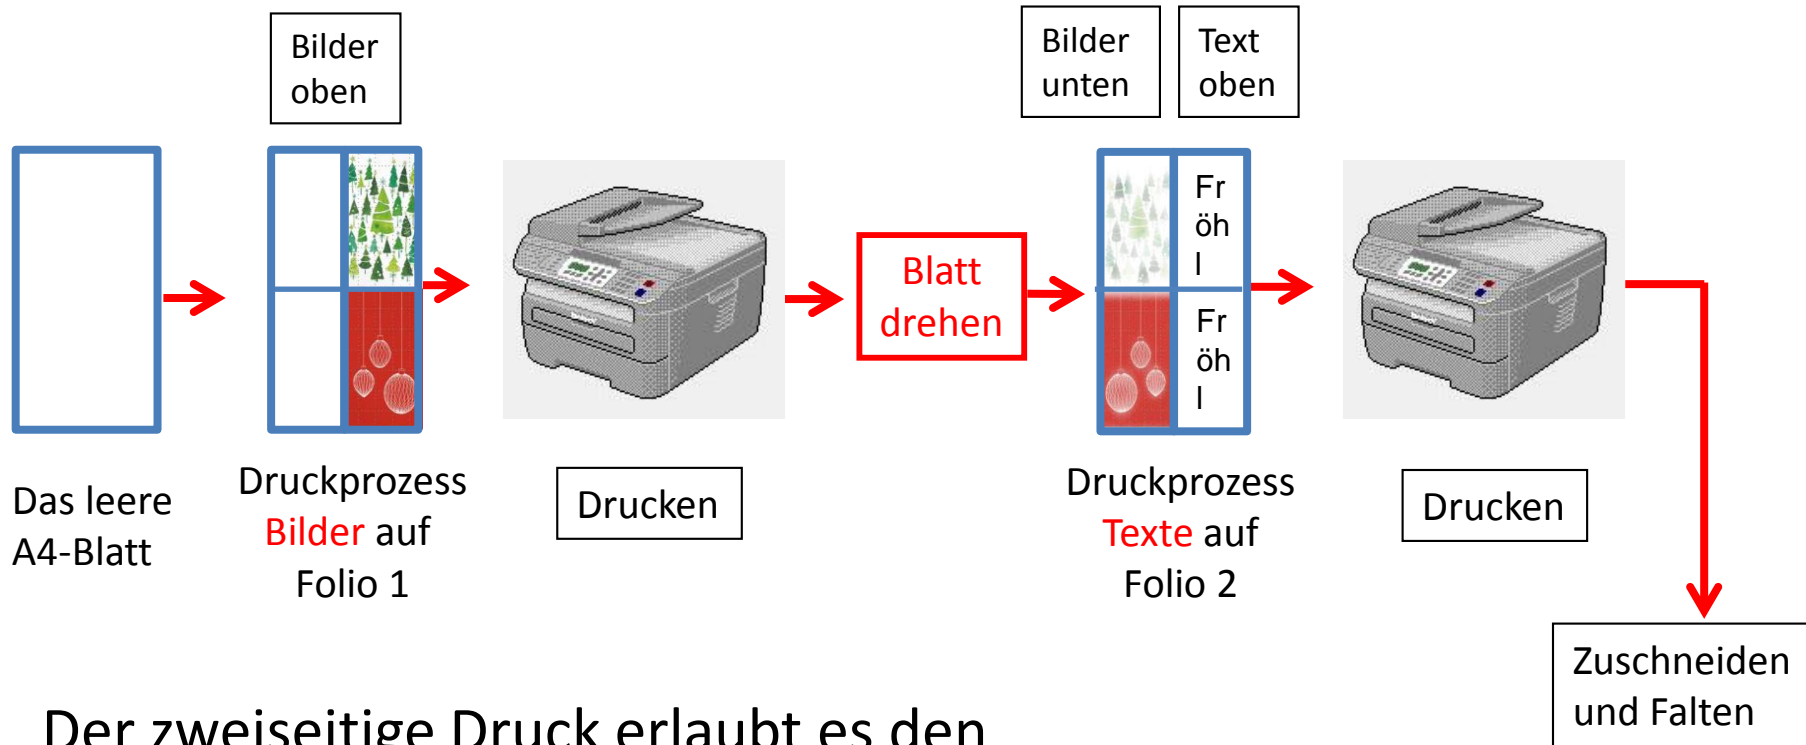 Bilder
oben
Bilder
unten
Text
oben
Fr
öh
l
Fr
öh
l
Blatt
drehen
Das leere
A4-Blatt
Druckprozess
Bilder auf
Folio 1
Drucken
Druckprozess
Texte auf
Folio 2
Drucken
Zuschneiden
und Falten
Der zweiseitige Druck erlaubt es den